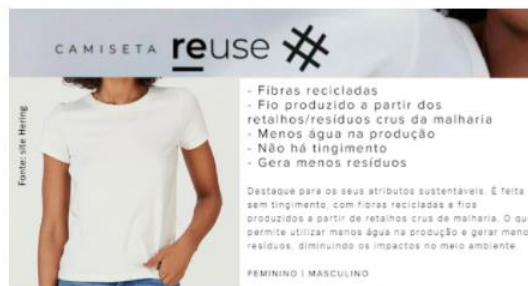 CAMISETA reuse #
- Fibras recicladas
- Fio produzido a partir dos
retalhos/resíduos crus da malharia
- Menos água na produção
- Não há tingimento
- Gera menos resíduos
Fonte: site Hering
Destaque para os seus atributos sustentáveis. É feita
sem tingimento, com fibras recicladas e fios
produzidos a partir de retalhos crus de malharia. O qu
permite utilizar menos água na produção e gerar meno
resíduos, diminuindo os impactos no meio ambiente.
FEMININO | MASCULINO